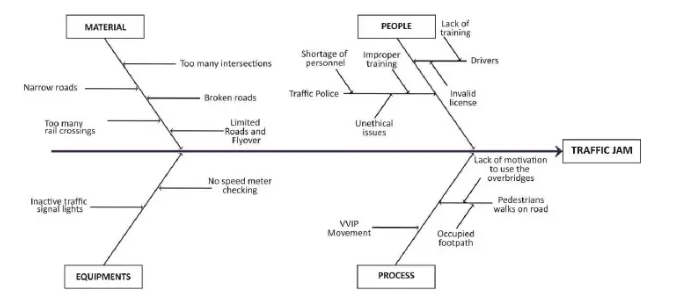 MATERIAL
PEOPLE
Lack of
training
Too many intersections
Shortage of
personnel
Improper
training
Drivers
Narrow roads
Broken roads
Traffic Police
Invalid
license
Too many
rail crossings
Limited
Roads and
Flyover
Unethical
issues
TRAFFIC JAM
Lack of motivation
to use the
overbridges
No speed meter
checking
Inactive traffic
signal lights
Pedestrians
walks on road
VVIP
Movement
Occupied
footpath
EQUIPMENTS
PROCESS